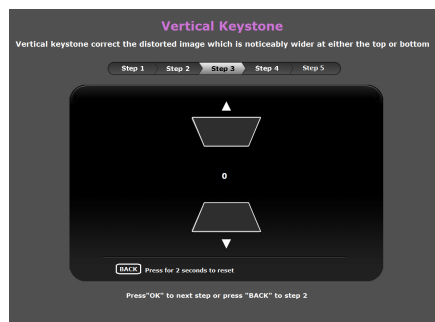 Vertical Keystone
Vertical keystone correct the distorted image which is noticeably wider at either the top or bottom
Step 1 Step 2 Step 3 Step 4 Step 5
0
BACK Press for 2 seconds to reset
Press"OK" to next step or press "BACK" to step 2